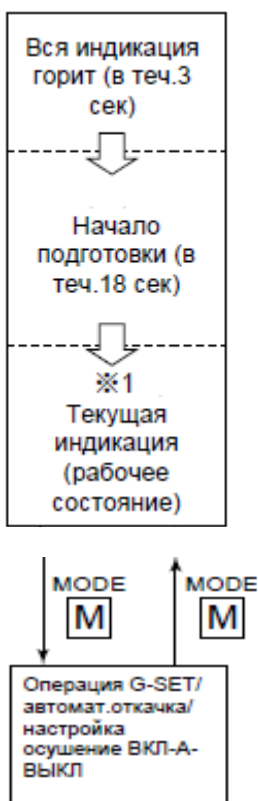 Вся индикация
горит (в теч.3
сек)
Начало
подготовки (в
теч.18 сек)
※1
Текущая
индикация
(рабочее
состояние)
MODE MODE
M M
Операция G-SET/
автомат.откачка/
настройка
осушение ВКЛ-А-
ВЫКЛ